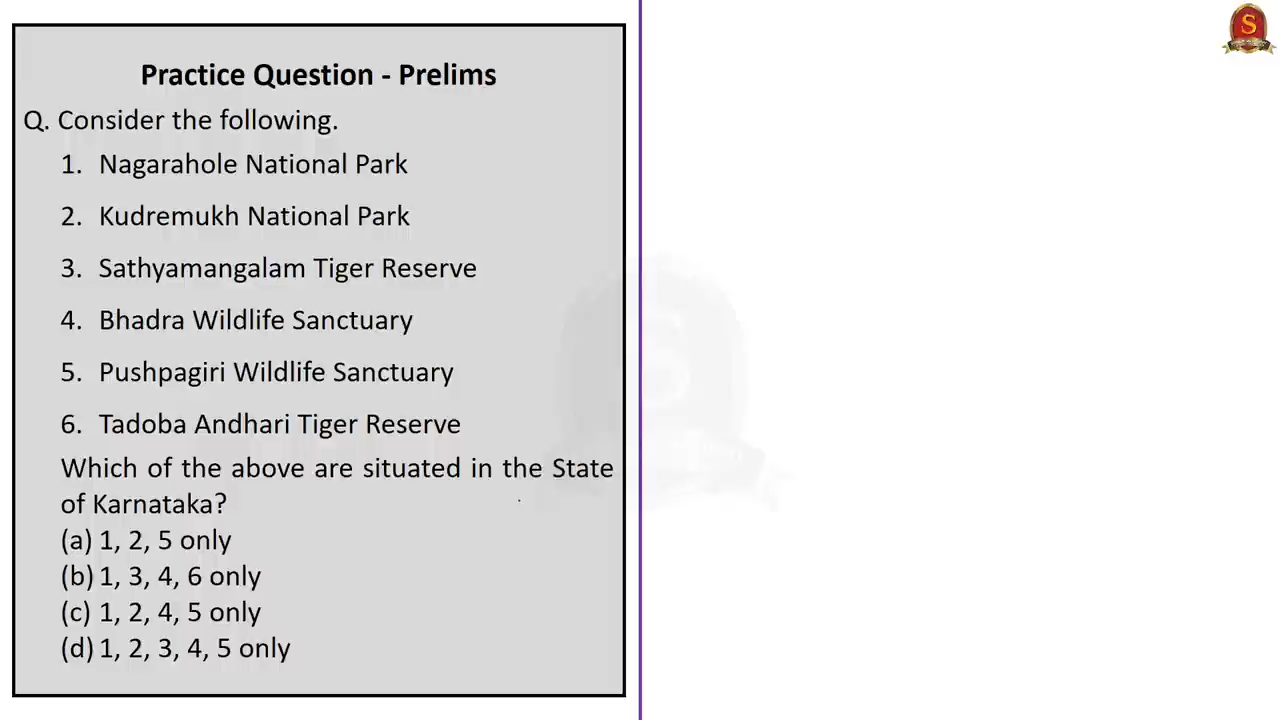 Practice Question - Prelims
Q. Consider the following.
1. Nagarahole National Park
2. Kudremukh National Park
3. Sathyamangalam Tiger Reserve
4. Bhadra Wildlife Sanctuary
5. Pushpagiri Wildlife Sanctuary
6. Tadoba Andhari Tiger Reserve
Which of the above are situated in the State
of Karnataka?
(a) 1, 2, 5 only
(b) 1, 3, 4, 6 only
(c) 1, 2, 4, 5 only
(d) 1, 2, 3, 4, 5 only
S